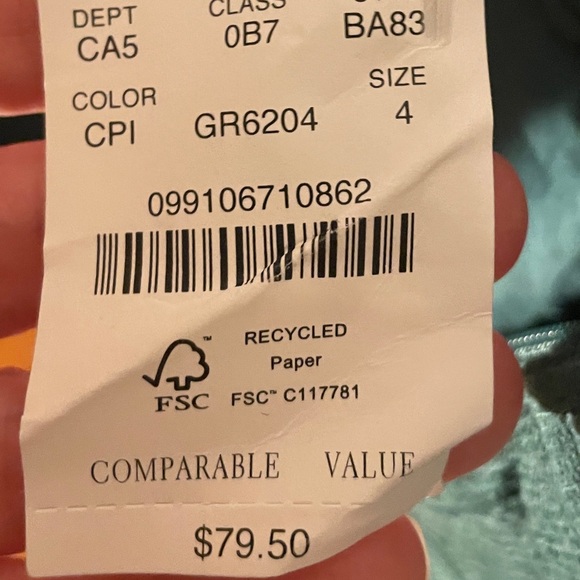 DEPT CLASS
CA5 0B7 BA83
COLOR SIZE
CPI GR6204 4
099106710862
RECYCLED
Paper
FSC™ C117781
™
FSC
COMPARABLE VALUE
$79.50